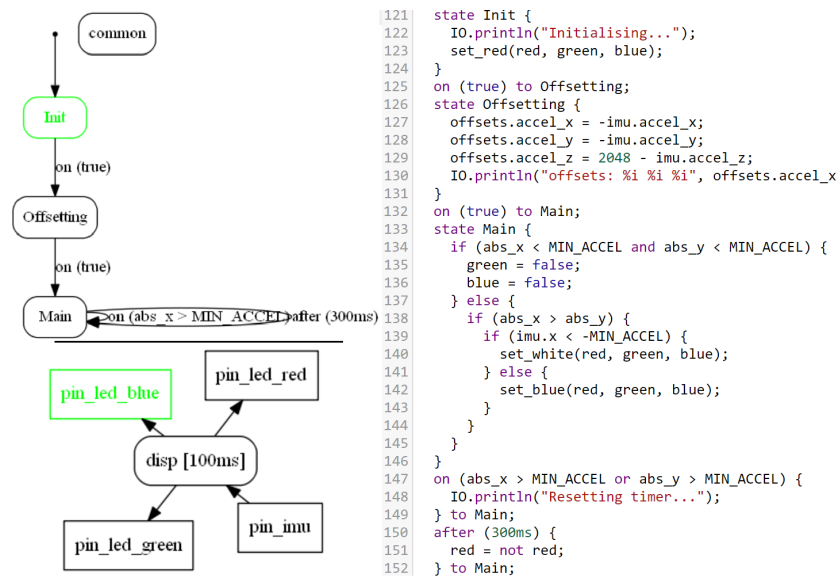 common
Init
on (true)
Offsetting
on (true)
Main
on (abs_x > MIN_ACCEL
after (300ms)
pin_led_red
pin_led_blue
disp [100ms]
pin_imu
pin_led_green
121 state Init {
122 IO.println("Initialising...");
123 set_red(red, green, blue);
124 }
125 on (true) to Offsetting;
126 state Offsetting {
127 offsets.accel_x = -imu.accel_x;
128 offsets.accel_y = -imu.accel_y;
129 offsets.accel_z = 2048 - imu.accel_z;
130 IO.println("offsets: %i %i %i", offsets.accel_x
131 }
132 on (true) to Main;
133 state Main {
134 if (abs_x < MIN_ACCEL and abs_y < MIN_ACCEL) {
135 green = false;
136 blue = false;
137 } else {
138 if (abs_x > abs_y) {
139 if (imu.x < -MIN_ACCEL) {
140 set_white(red, green, blue);
141 } else {
142 set_blue(red, green, blue);
143 }
144 }
145 }
146 }
147 on (abs_x > MIN_ACCEL or abs_y > MIN_ACCEL) {
148 IO.println("Resetting timer...");
149 } to Main;
150 after (300ms) {
151 red = not red;
152 } to Main;